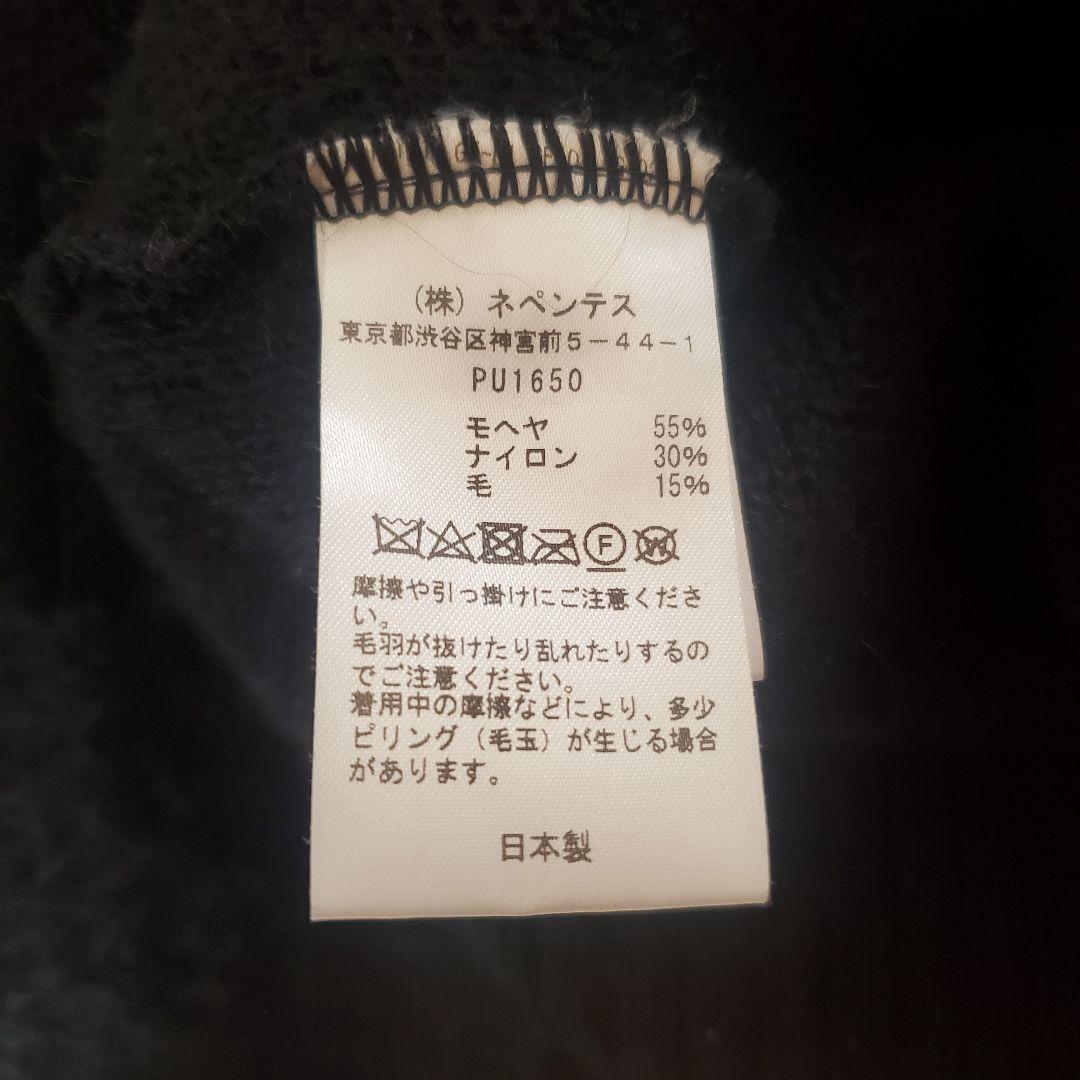 (株) ネペンテス
東京都渋谷区神宮前5-44-1
PU1650
モヘヤ 55%
ナイロン 30%
毛 15%
F W
摩擦や引っ掛けにご注意くださ
い。
毛羽が抜けたり乱れたりするの
でご注意ください。
着用中の摩擦などにより、多少
ピリング(毛玉)が生じる場合
があります。
日本製